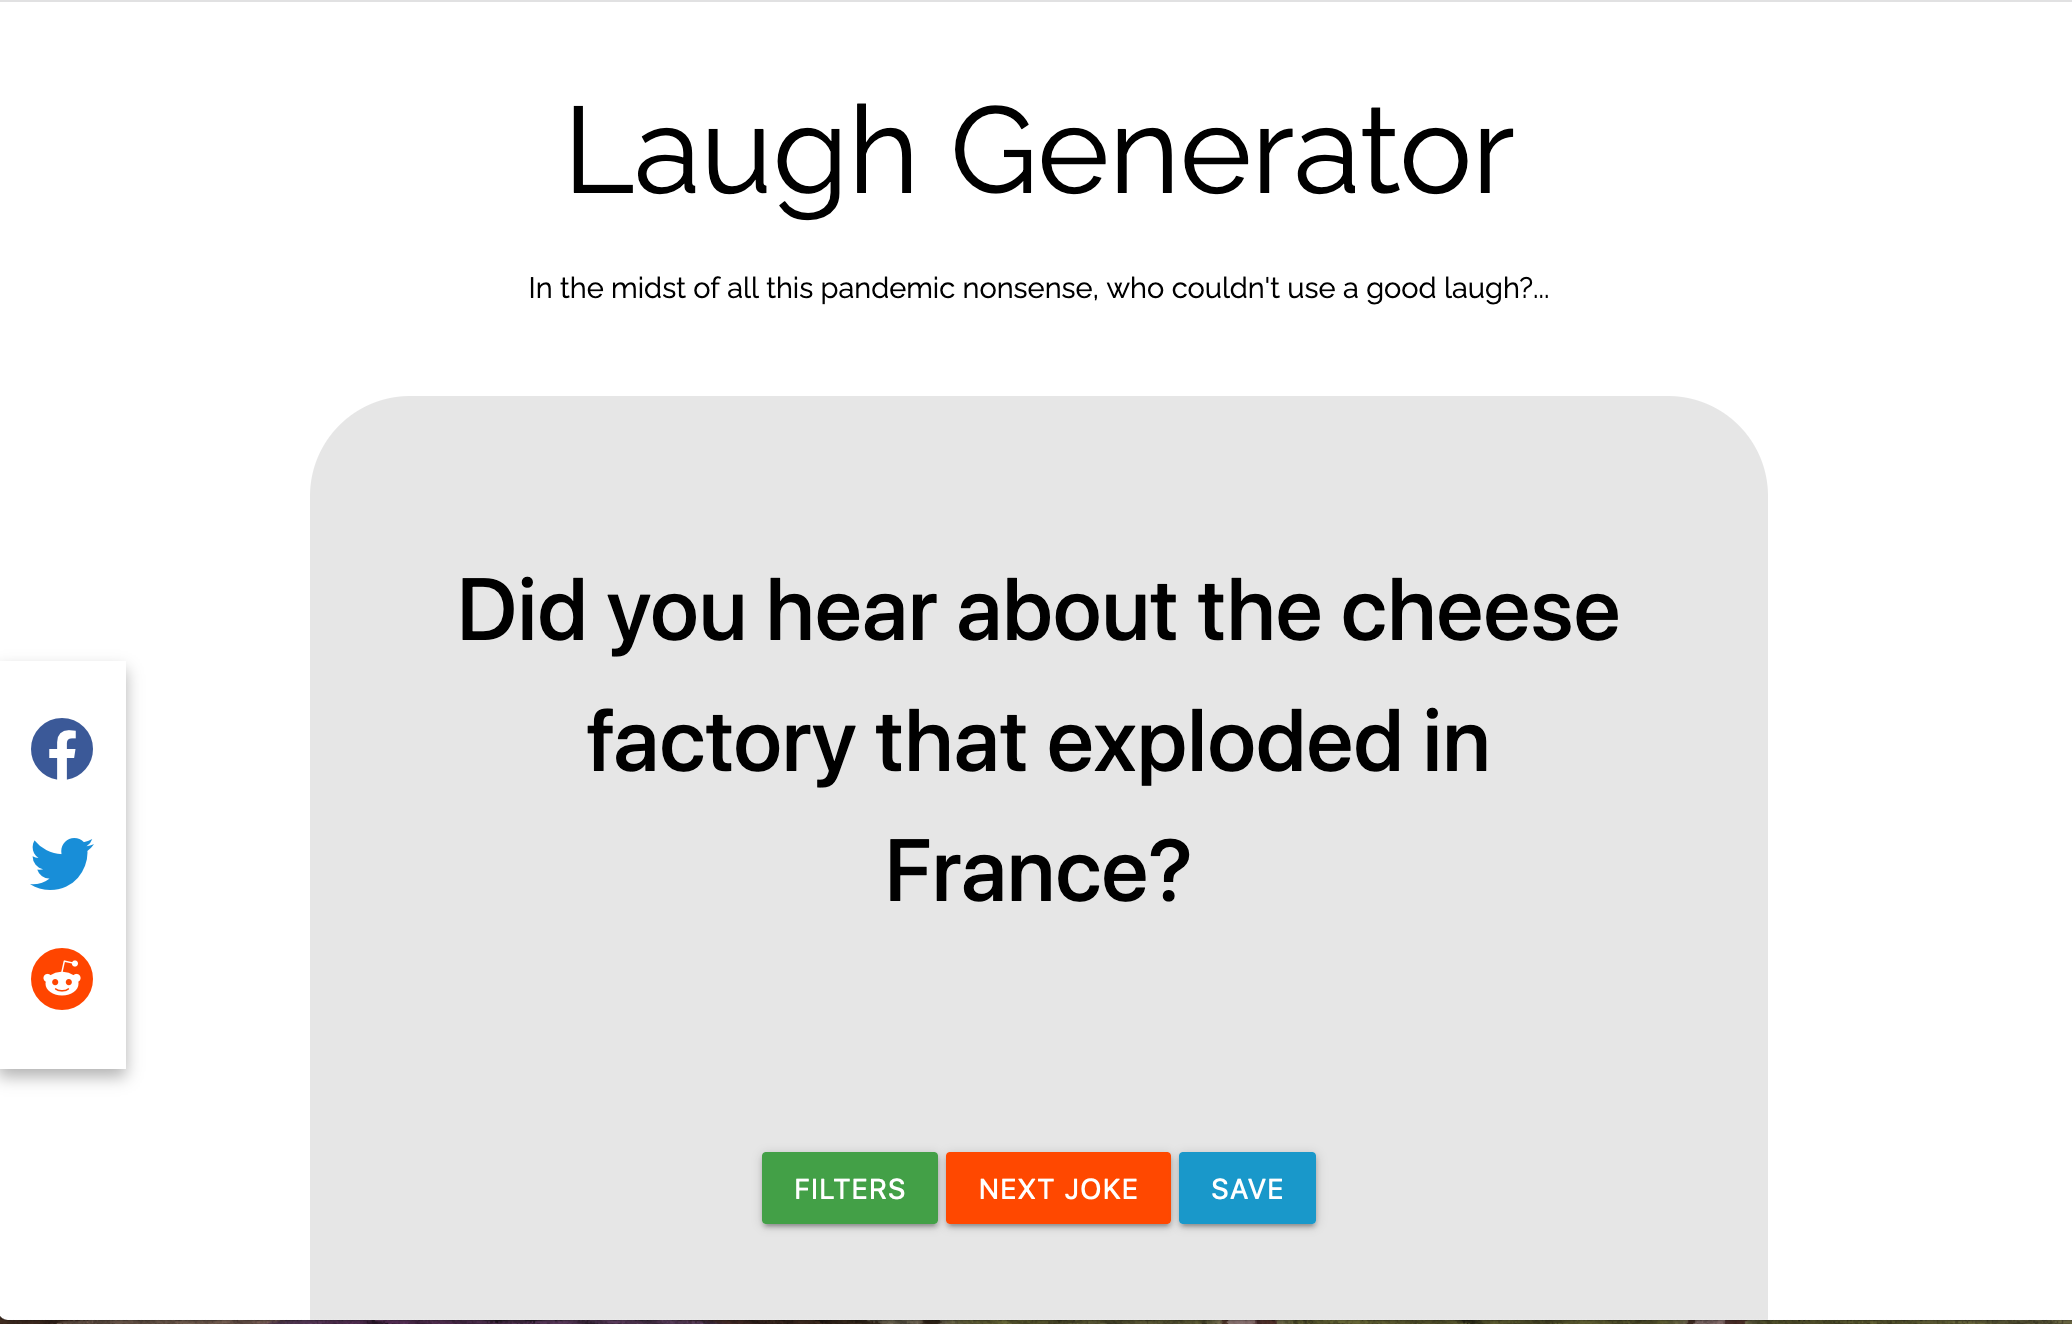 Laugh Generator
In the midst of all this pandemic nonsense, who couldn't use a good laugh?...
Did you hear about the cheese
factory that exploded in
France?
FILTERS
NEXT JOKE
SAVE